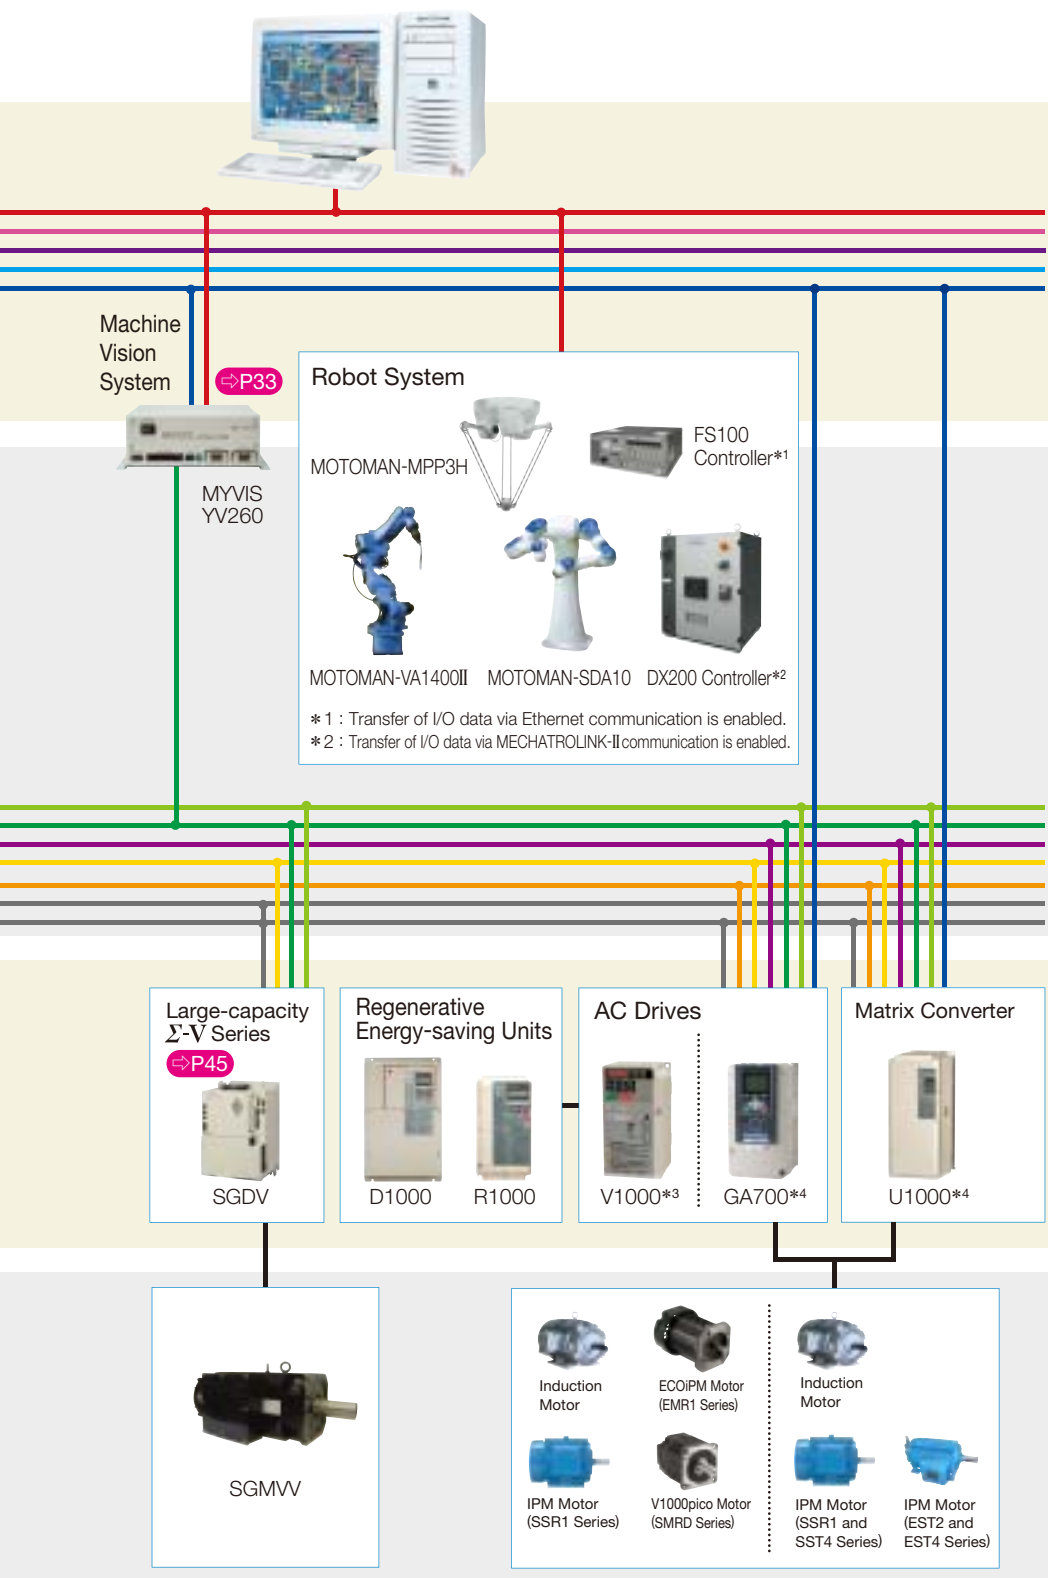 Machine
Vision
System
⇨P33
MYVIS
YV260
Robot System
MOTOMAN-MPP3H
FS100
Controller*1
MOTOMAN-VA1400Ⅱ
MOTOMAN-SDA10
DX200 Controller*2
*1 : Transfer of I/O data via Ethernet communication is enabled.
*2 : Transfer of I/O data via MECHATROLINK-Ⅱ communication is enabled.
Large-capacity
Σ-V Series
⇨P45
SGDV
Regenerative
Energy-saving Units
D1000
R1000
AC Drives
V1000*3
GA700*4
Matrix Converter
U1000*4
SGMVV
Induction
Motor
ECOiPM Motor
(EMR1 Series)
IPM Motor
(SSR1 Series)
V1000pico Motor
(SMRD Series)
Induction
Motor
IPM Motor
(SSR1 and
SST4 Series)
IPM Motor
(EST2 and
EST4 Series)